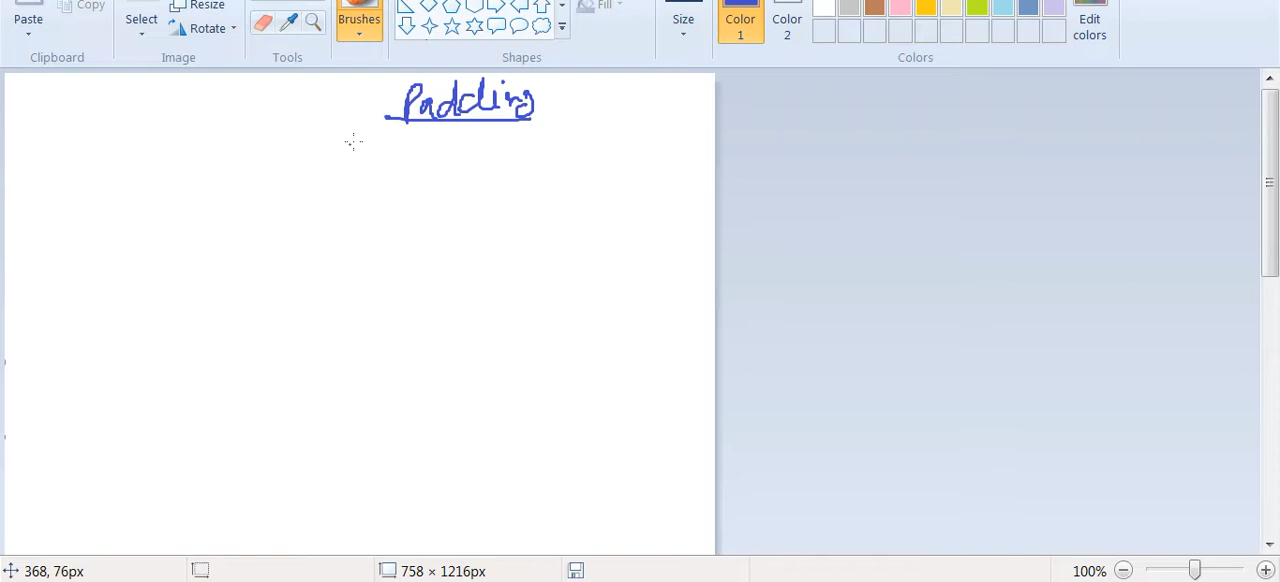 Paste
Copy
Select
Resize
Rotate
Brushes
Fill
Size
Color 1
Color 2
Edit colors
Clipboard
Image
Tools
Shapes
Colors
Padding
368, 76px
758 × 1216px
100%